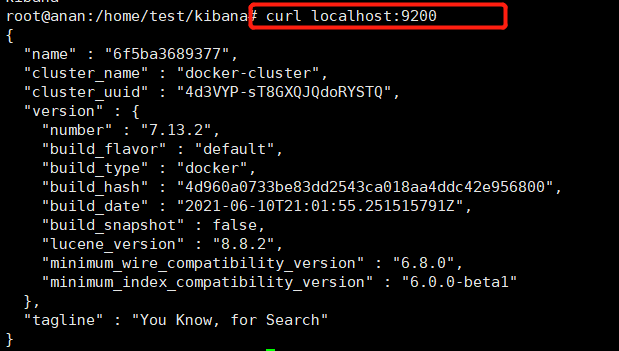 kibana
root@anan:/home/test/kibana# curl localhost:9200
{
  "name" : "6f5ba3689377",
  "cluster_name" : "docker-cluster",
  "cluster_uuid" : "4d3VYP-sT8GXQJQdoRYSTQ",
  "version" : {
    "number" : "7.13.2",
    "build_flavor" : "default",
    "build_type" : "docker",
    "build_hash" : "4d960a0733be83dd2543ca018aa4ddc42e956800",
    "build_date" : "2021-06-10T21:01:55.251515791Z",
    "build_snapshot" : false,
    "lucene_version" : "8.8.2",
    "minimum_wire_compatibility_version" : "6.8.0",
    "minimum_index_compatibility_version" : "6.0.0-beta1"
  },
  "tagline" : "You Know, for Search"
}